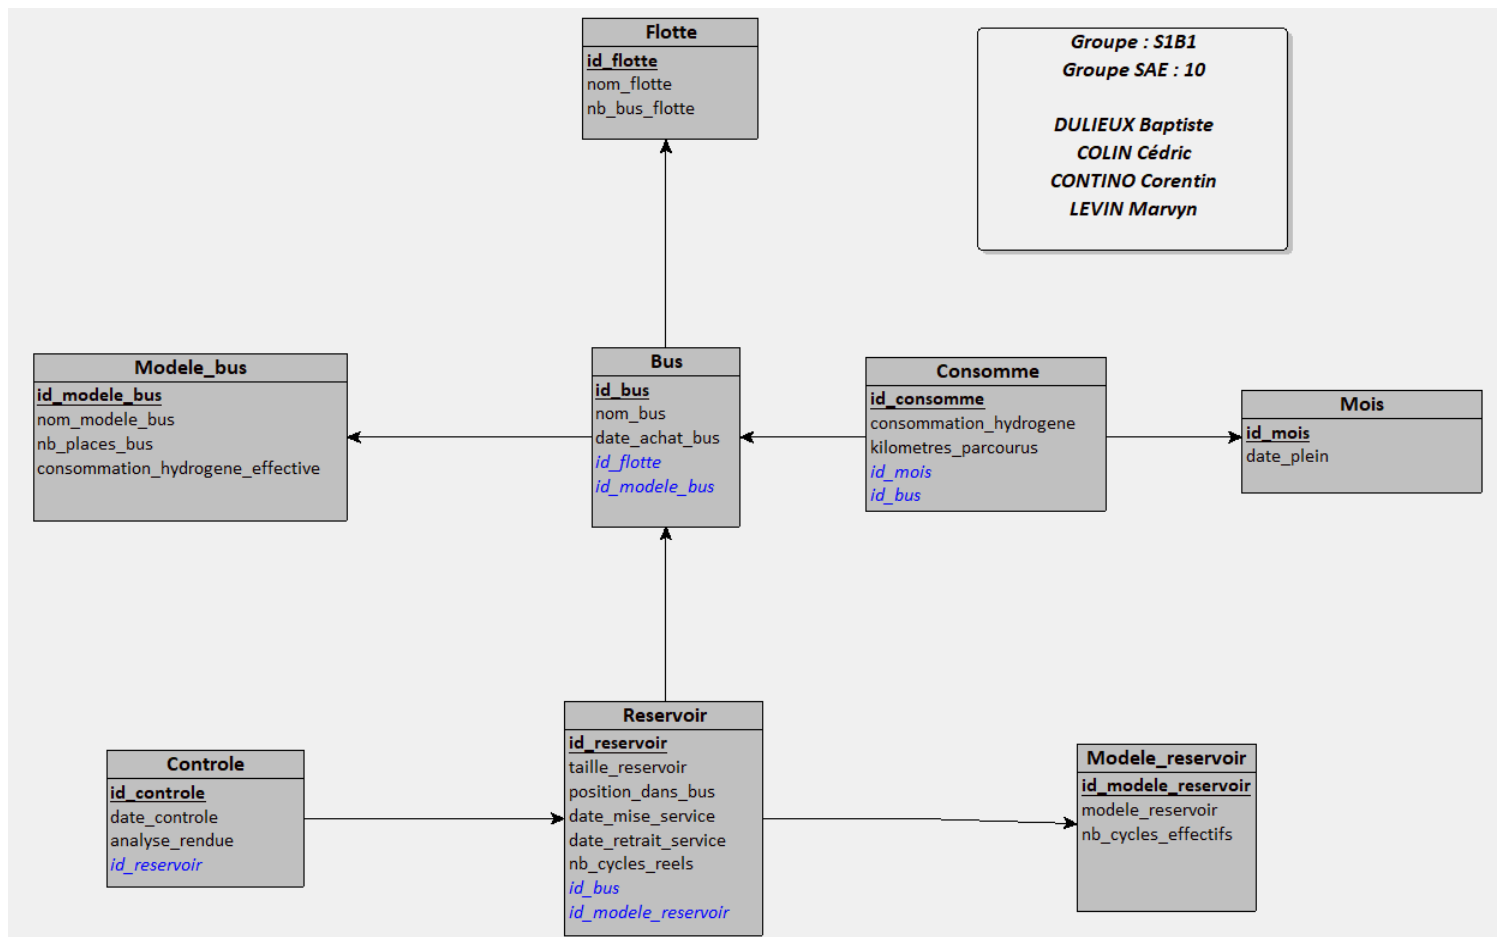 Flotte
id_flotte
nom_flotte
nb_bus_flotte
Groupe : S1B1
Groupe SAE : 10
DULIEUX Baptiste
COLIN Cédric
CONTINO Corentin
LEVIN Marvyn
Modele_bus
id_modele_bus
nom_modele_bus
nb_places_bus
consommation_hydrogene_effective
Bus
id_bus
nom_bus
date_achat_bus
id_flotte
id_modele_bus
Consomme
id_consomme
consommation_hydrogene
kilometres_parcourus
id_mois
id_bus
Mois
id_mois
date_plein
Controle
id_controle
date_controle
analyse_rendue
id_reservoir
Reservoir
id_reservoir
taille_reservoir
position_dans_bus
date_mise_service
date_retrait_service
nb_cycles_reels
id_bus
id_modele_reservoir
Modele_reservoir
id_modele_reservoir
modele_reservoir
nb_cycles_effectifs